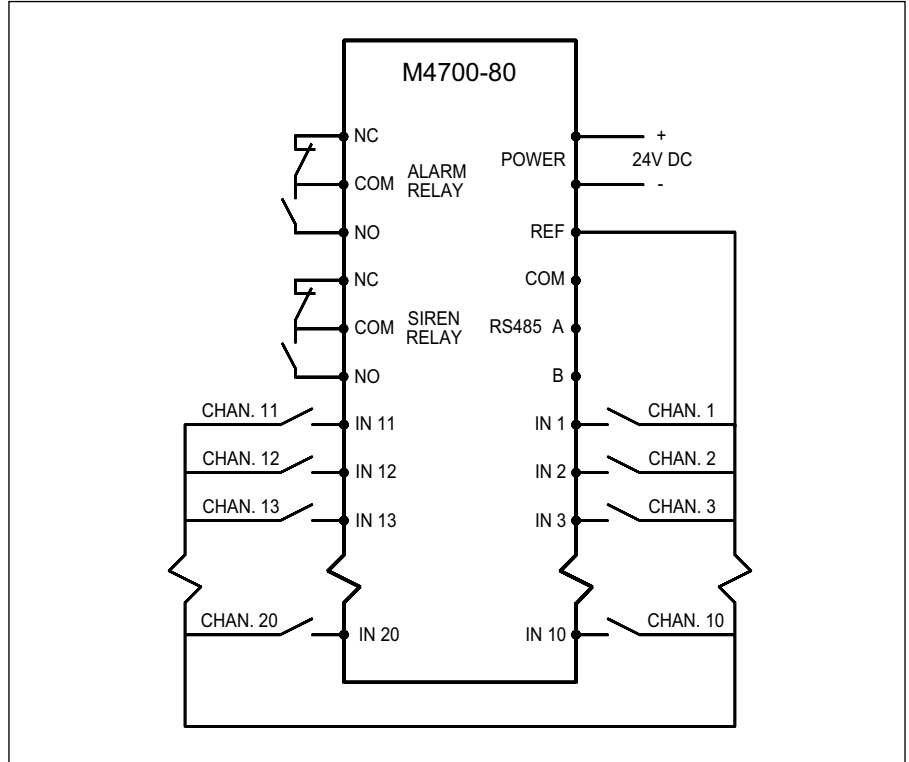 M4700-80
NC
COM
ALARM
RELAY
NO
NC
COM
SIREN
RELAY
NO
POWER
+
24V DC
-
REF
COM
RS485 A
B
CHAN. 11
IN 11
IN 1
CHAN. 1
CHAN. 12
IN 12
IN 2
CHAN. 2
CHAN. 13
IN 13
IN 3
CHAN. 3
CHAN. 20
IN 20
IN 10
CHAN. 10